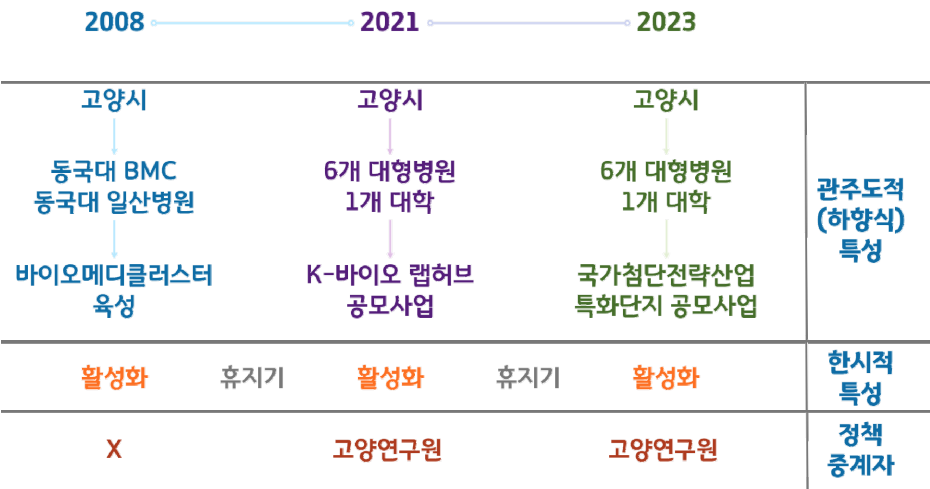 2008 2021 2023
고양시 고양시 고양시
동국대 BMC 6개 대형병원 6개 대형병원
동국대 일산병원 1개 대학 1개 대학
관주도적
(하향식)
특성
바이오메디클러스터 K-바이오 랩허브 국가첨단전략산업
육성 공모사업 특화단지 공모사업
활성화 휴지기 활성화 휴지기 활성화
한시적
특성
X 고양연구원 고양연구원
정책
중계자